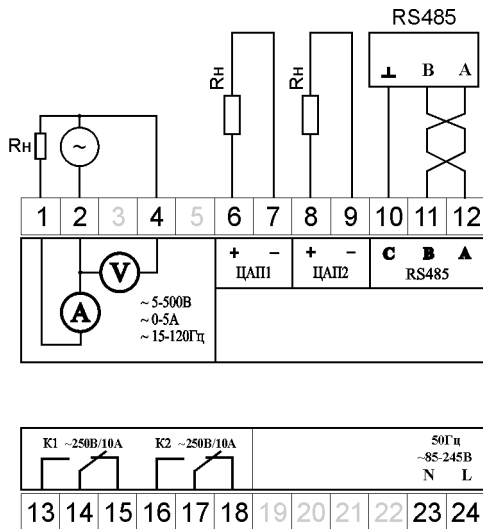 RS485
⊥ B A
Rн Rн
Rн ~
1 2 3 4 5 6 7 8 9 10 11 12
+ − + − C B A
ЦАП1 ЦАП2 RS485
V
A
~ 5-500В
~ 0-5А
~ 15-120Гц
К1 ~250В/10А К2 ~250В/10А 50Гц
~85-245В
N L
13 14 15 16 17 18 19 20 21 22 23 24